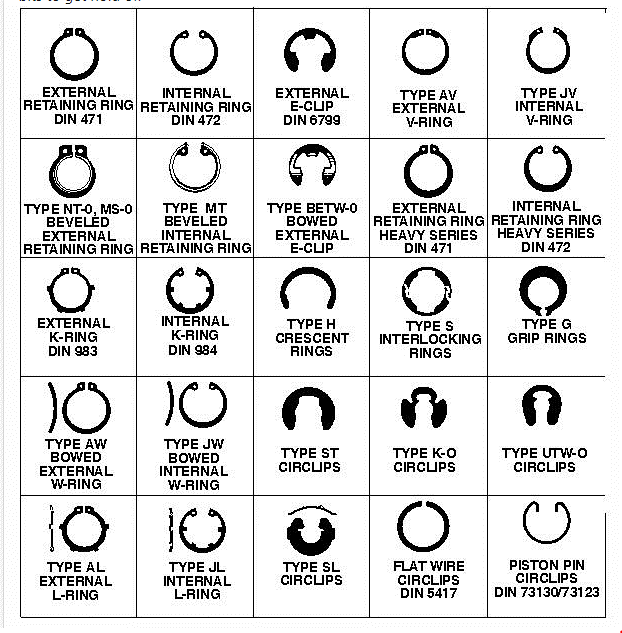 EXTERNAL
RETAINING RING
DIN 471
INTERNAL
RETAINING RING
DIN 472
EXTERNAL
E-CLIP
DIN 6799
TYPE AV
EXTERNAL
V-RING
TYPE JV
INTERNAL
V-RING
TYPE NT-0, MS-0
BEVELED
EXTERNAL
RETAINING RING
TYPE MT
BEVELED
INTERNAL
RETAINING RING
TYPE BETW-0
BOWED
EXTERNAL
E-CLIP
EXTERNAL
RETAINING RING
HEAVY SERIES
DIN 471
INTERNAL
RETAINING RING
HEAVY SERIES
DIN 472
EXTERNAL
K-RING
DIN 983
INTERNAL
K-RING
DIN 984
TYPE H
CRESCENT
RINGS
TYPE S
INTERLOCKING
RINGS
TYPE G
GRIP RINGS
TYPE AW
BOWED
EXTERNAL
W-RING
TYPE JW
BOWED
INTERNAL
W-RING
TYPE ST
CIRCLIPS
TYPE K-O
CIRCLIPS
TYPE UTW-O
CIRCLIPS
TYPE AL
EXTERNAL
L-RING
TYPE JL
INTERNAL
L-RING
TYPE SL
CIRCLIPS
FLAT WIRE
CIRCLIPS
DIN 5417
PISTON PIN
CIRCLIPS
DIN 73130/73123